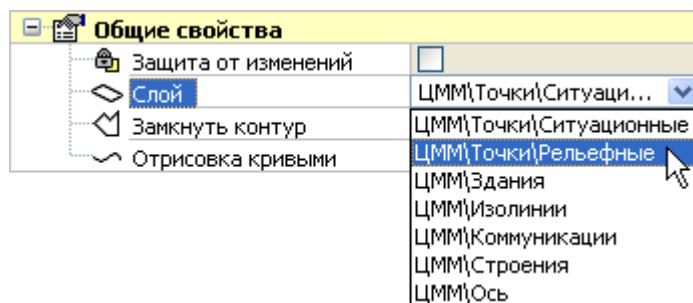 Общие свойства
Защита от изменений
Слой ЦММ\Точки\Ситуаци...
Замкнуть контур ЦММ\Точки\Ситуационные
Отрисовка кривыми ЦММ\Точки\Рельефные
ЦММ\Здания
ЦММ\Изолинии
ЦММ\Коммуникации
ЦММ\Строения
ЦММ\Ось